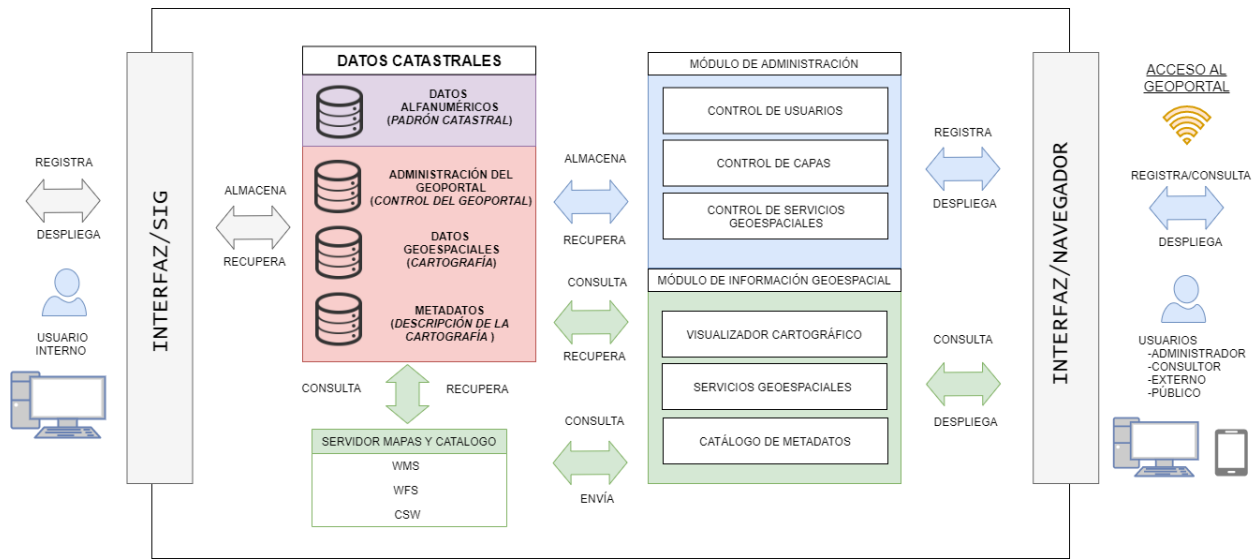 REGISTRA
DESPLIEGA
USUARIO
INTERNO
INTERFAZ/SIG
ALMACENA
RECUPERA
DATOS CATASTRALES
DATOS
ALFANUMÉRICOS
(PADRÓN CATASTRAL)
ADMINISTRACIÓN DEL
GEOPORTAL
(CONTROL DEL GEOPORTAL)
DATOS
GEOESPACIALES
(CARTOGRAFÍA)
METADATOS
(DESCRIPCIÓN DE LA
CARTOGRAFÍA )
CONSULTA
RECUPERA
SERVIDOR MAPAS Y CATALOGO
WMS
WFS
CSW
ALMACENA
RECUPERA
CONSULTA
RECUPERA
CONSULTA
ENVÍA
MÓDULO DE ADMINISTRACIÓN
CONTROL DE USUARIOS
CONTROL DE CAPAS
CONTROL DE SERVICIOS
GEOESPACIALES
MÓDULO DE INFORMACIÓN GEOESPACIAL
VISUALIZADOR CARTOGRÁFICO
SERVICIOS GEOESPACIALES
CATÁLOGO DE METADATOS
REGISTRA
DESPLIEGA
CONSULTA
DESPLIEGA
INTERFAZ/NAVEGADOR
ACCESO AL
GEOPORTAL
REGISTRA/CONSULTA
DESPLIEGA
USUARIOS
-ADMINISTRADOR
-CONSULTOR
-EXTERNO
-PÚBLICO